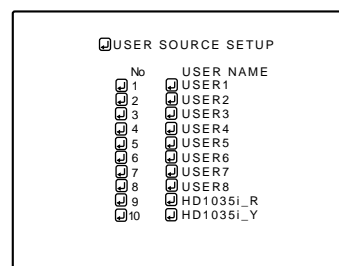 USER SOURCE SETUP
No USER NAME
1 USER1
2 USER2
3 USER3
4 USER4
5 USER5
6 USER6
7 USER7
8 USER8
9 HD1035i_R
10 HD1035i_Y